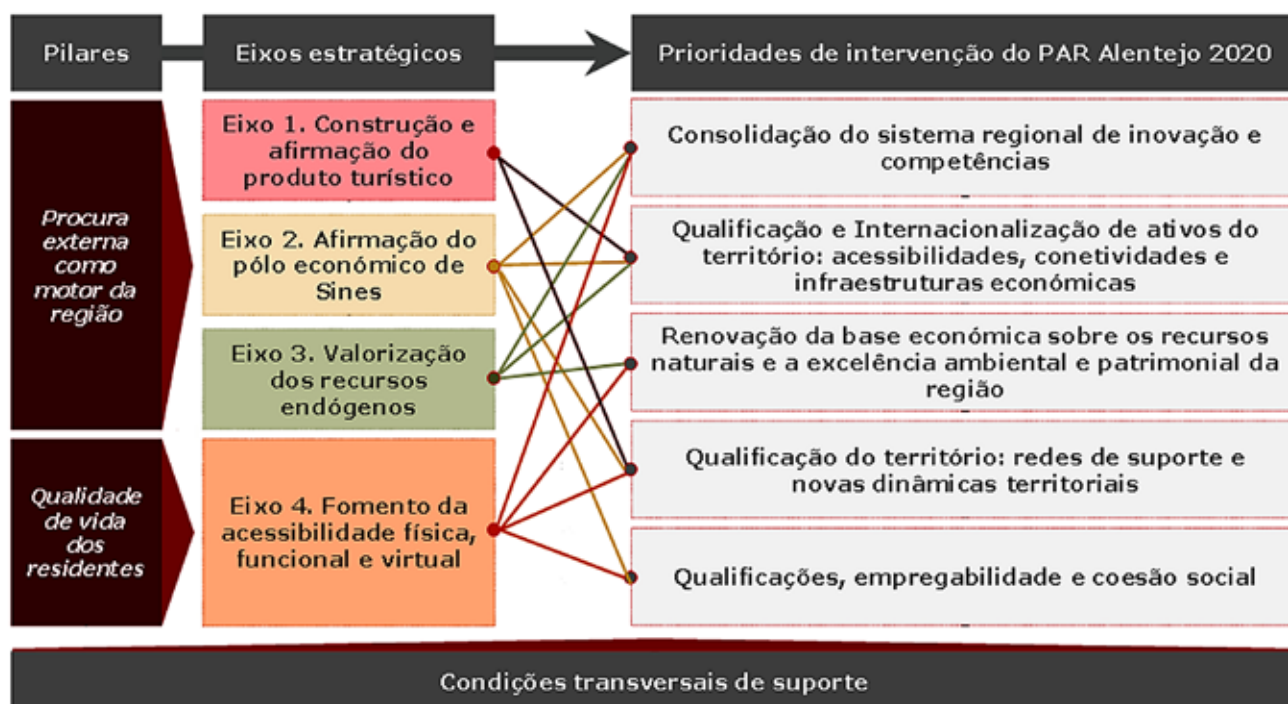 Pilares
Eixos estratégicos
Prioridades de intervenção do PAR Alentejo 2020
Procura
externa
como
motor da
região
Qualidade
de vida
dos
residentes
Eixo 1. Construção e
afirmação do
produto turístico
Eixo 2. Afirmação do
pólo económico de
Sines
Eixo 3. Valorização
dos recursos
endógenos
Eixo 4. Fomento da
acessibilidade física,
funcional e virtual
Consolidação do sistema regional de inovação e
competências
Qualificação e Internacionalização de ativos do
território: acessibilidades, conetividades e
infraestruturas económicas
Renovação da base económica sobre os recursos
naturais e a excelência ambiental e patrimonial da
região
Qualificação do território: redes de suporte e
novas dinâmicas territoriais
Qualificações, empregabilidade e coesão social
Condições transversais de suporte